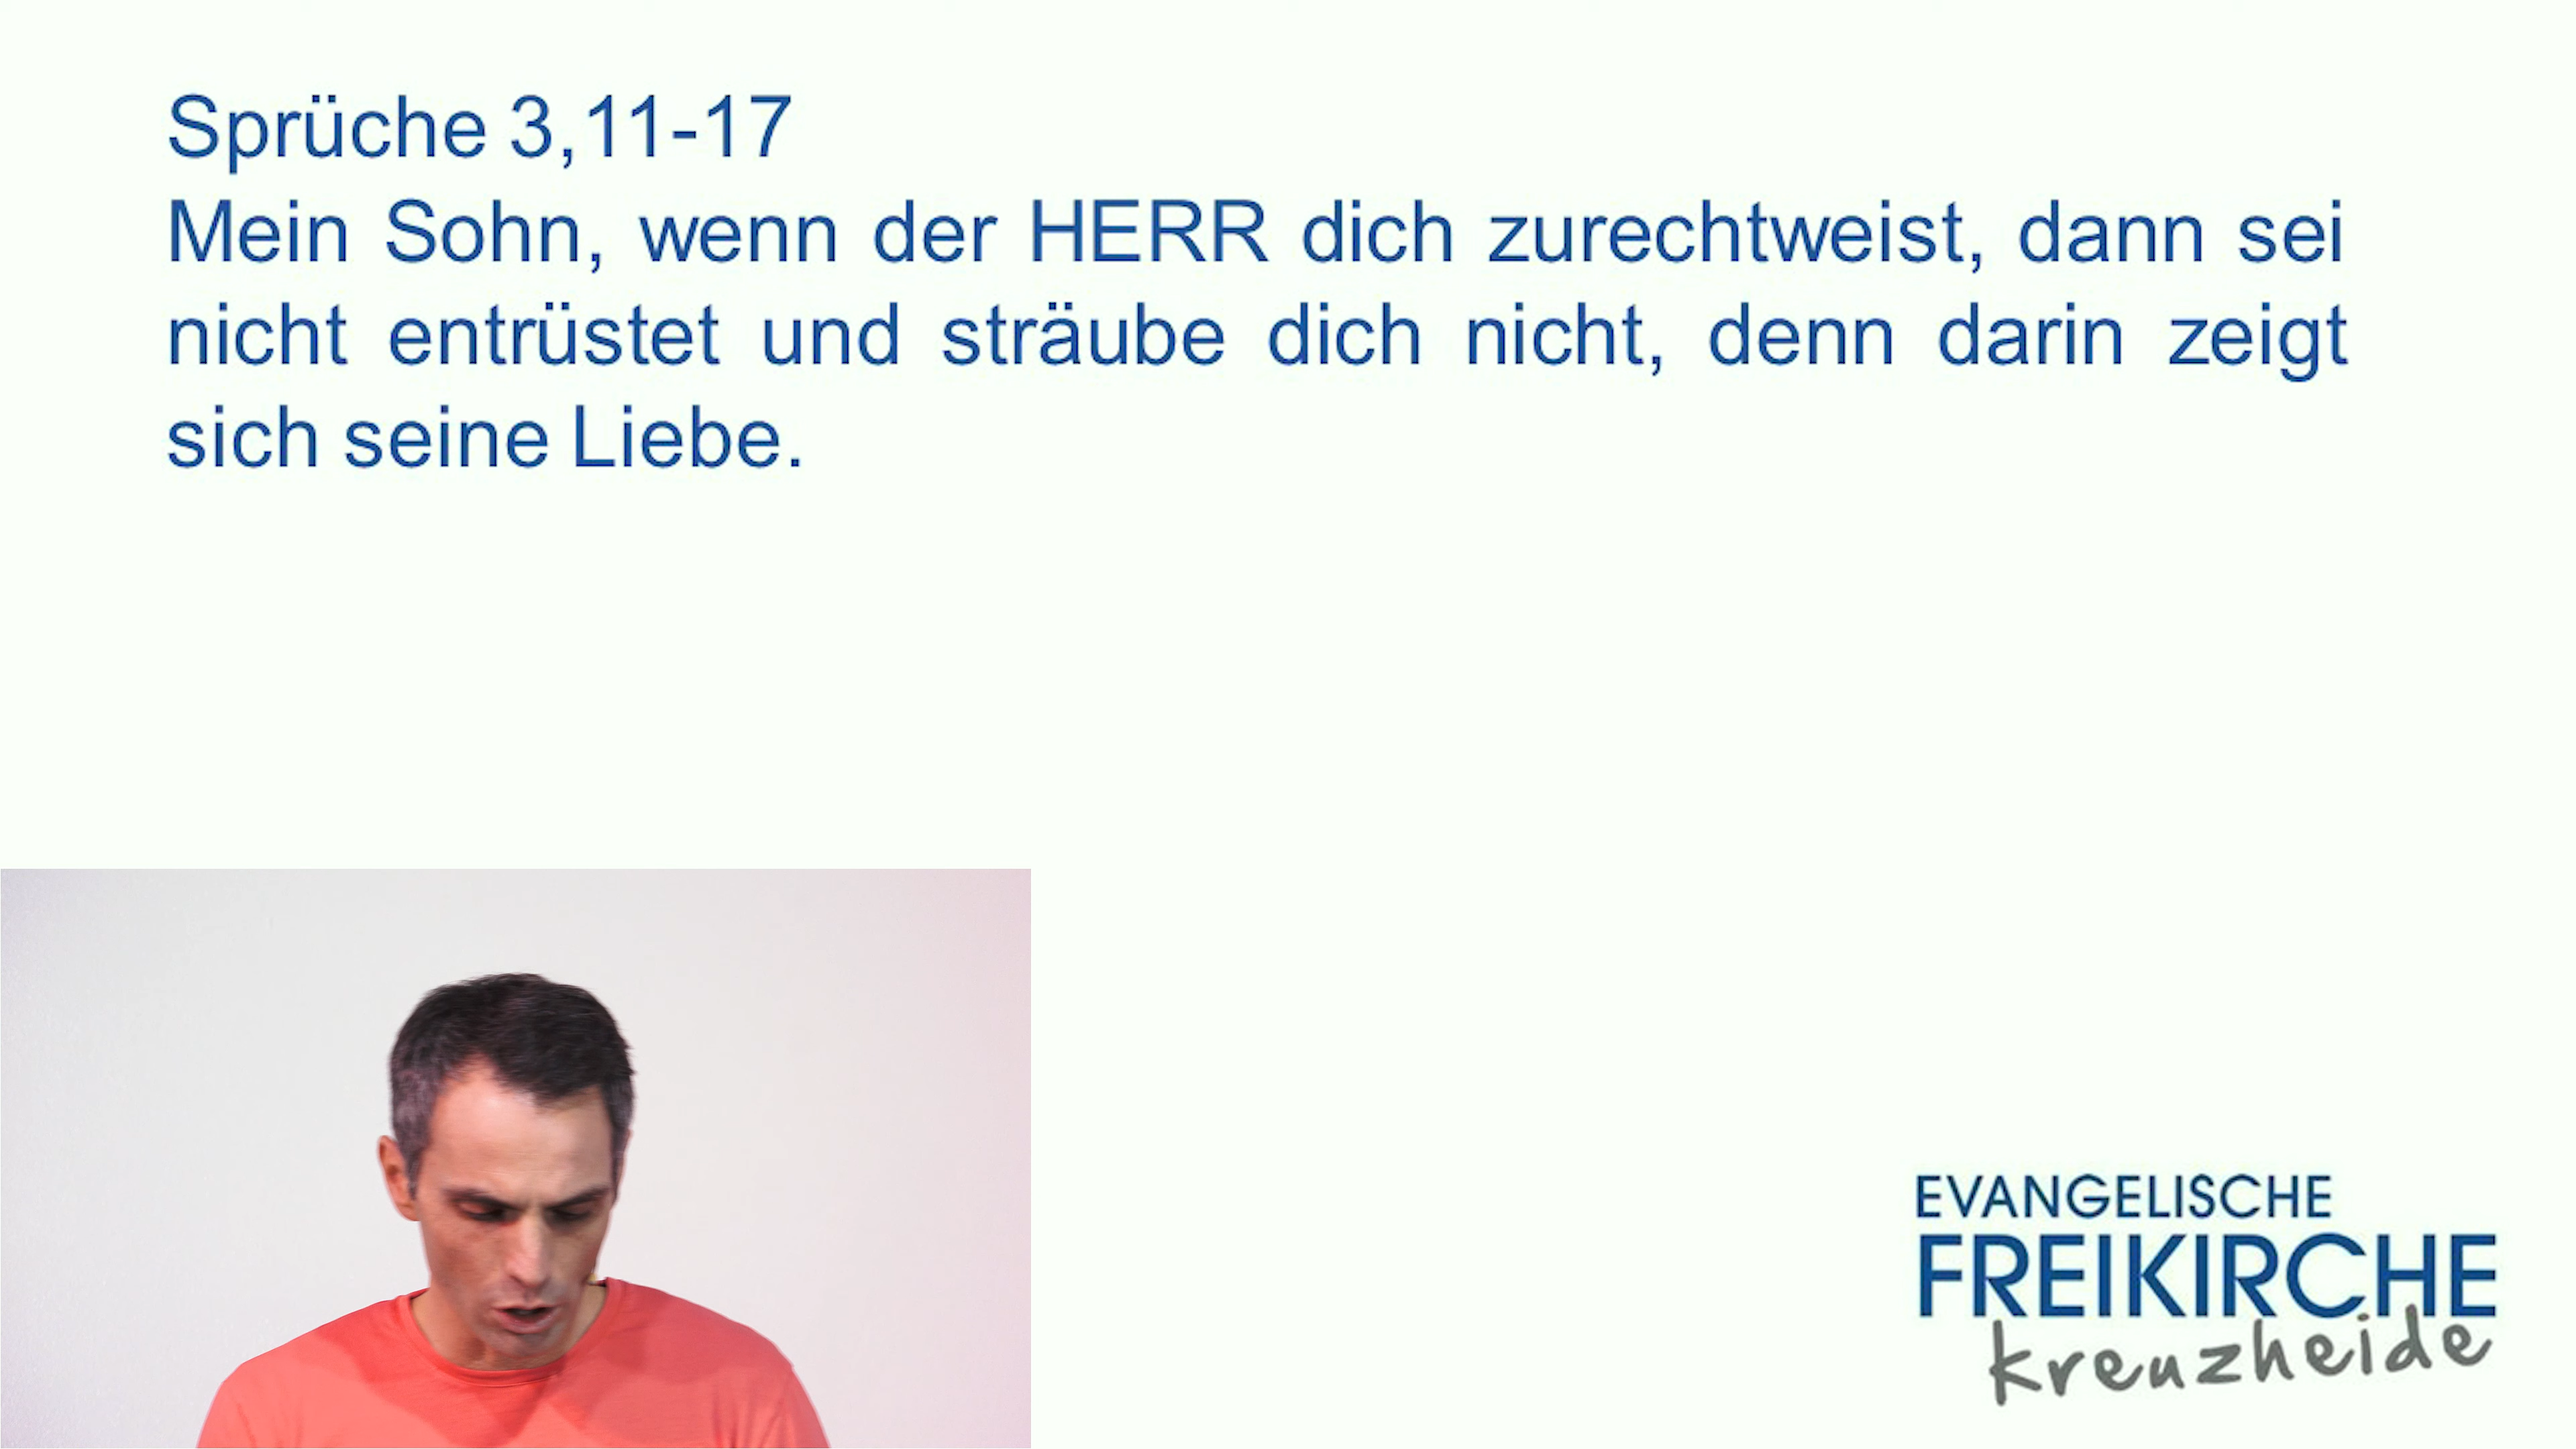 Sprüche 3,11-17
Mein Sohn, wenn der HERR dich zurechtweist, dann sei
nicht entrüstet und sträube dich nicht, denn darin zeigt
sich seine Liebe.
EVANGELISCHE
FREIKIRCHE
kreuzheide